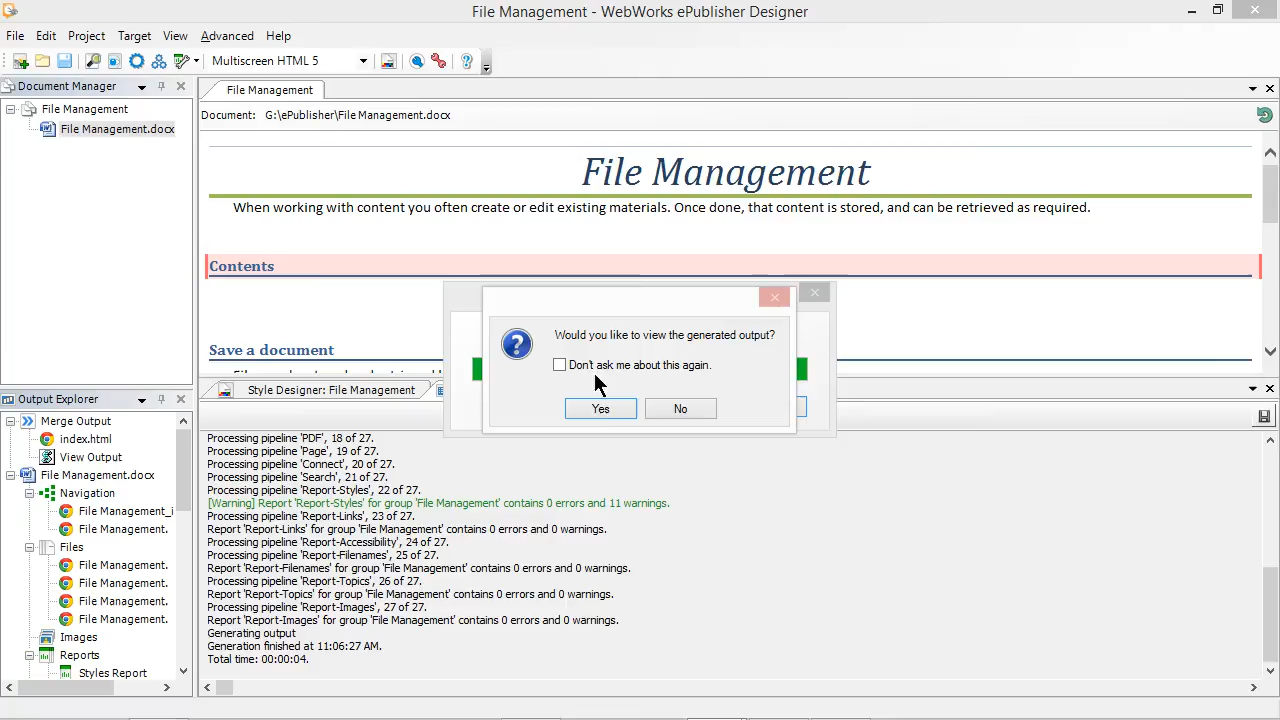 File Management - WebWorks ePublisher Designer
File Edit Project Target View Advanced Help
Multiscreen HTML 5
Document Manager
File Management
File Management.docx
File Management
Document: G:\ePublisher\File Management.docx
File Management
When working with content you often create or edit existing materials. Once done, that content is stored, and can be retrieved as required.
Contents
Save a document
Would you like to view the generated output?
Don't ask me about this again.
Yes No
Style Designer: File Management
Output Explorer
Merge Output
index.html
View Output
File Management.docx
Navigation
File Management_i
File Management.
Files
File Management.
File Management.
File Management.
File Management.
Images
Reports
Styles Report
Processing pipeline 'PDF', 18 of 27.
Processing pipeline 'Page', 19 of 27.
Processing pipeline 'Connect', 20 of 27.
Processing pipeline 'Search', 21 of 27.
Processing pipeline 'Report-Styles', 22 of 27.
[Warning] Report 'Report-Styles' for group 'File Management' contains 0 errors and 11 warnings.
Processing pipeline 'Report-Links', 23 of 27.
Report 'Report-Links' for group 'File Management' contains 0 errors and 0 warnings.
Processing pipeline 'Report-Accessibility', 24 of 27.
Processing pipeline 'Report-Filenames', 25 of 27.
Report 'Report-Filenames' for group 'File Management' contains 0 errors and 0 warnings.
Processing pipeline 'Report-Topics', 26 of 27.
Report 'Report-Topics' for group 'File Management' contains 0 errors and 0 warnings.
Processing pipeline 'Report-Images', 27 of 27.
Report 'Report-Images' for group 'File Management' contains 0 errors and 0 warnings.
Generating output
Generation finished at 11:06:27 AM.
Total time: 00:00:04.